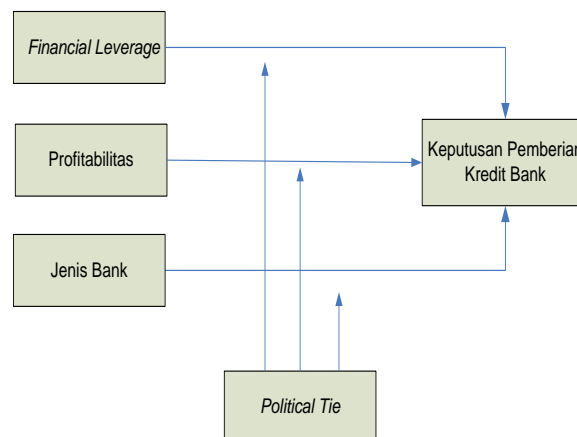 Financial Leverage
Profitabilitas
Keputusan Pemberian
Kredit Bank
Jenis Bank
Political Tie